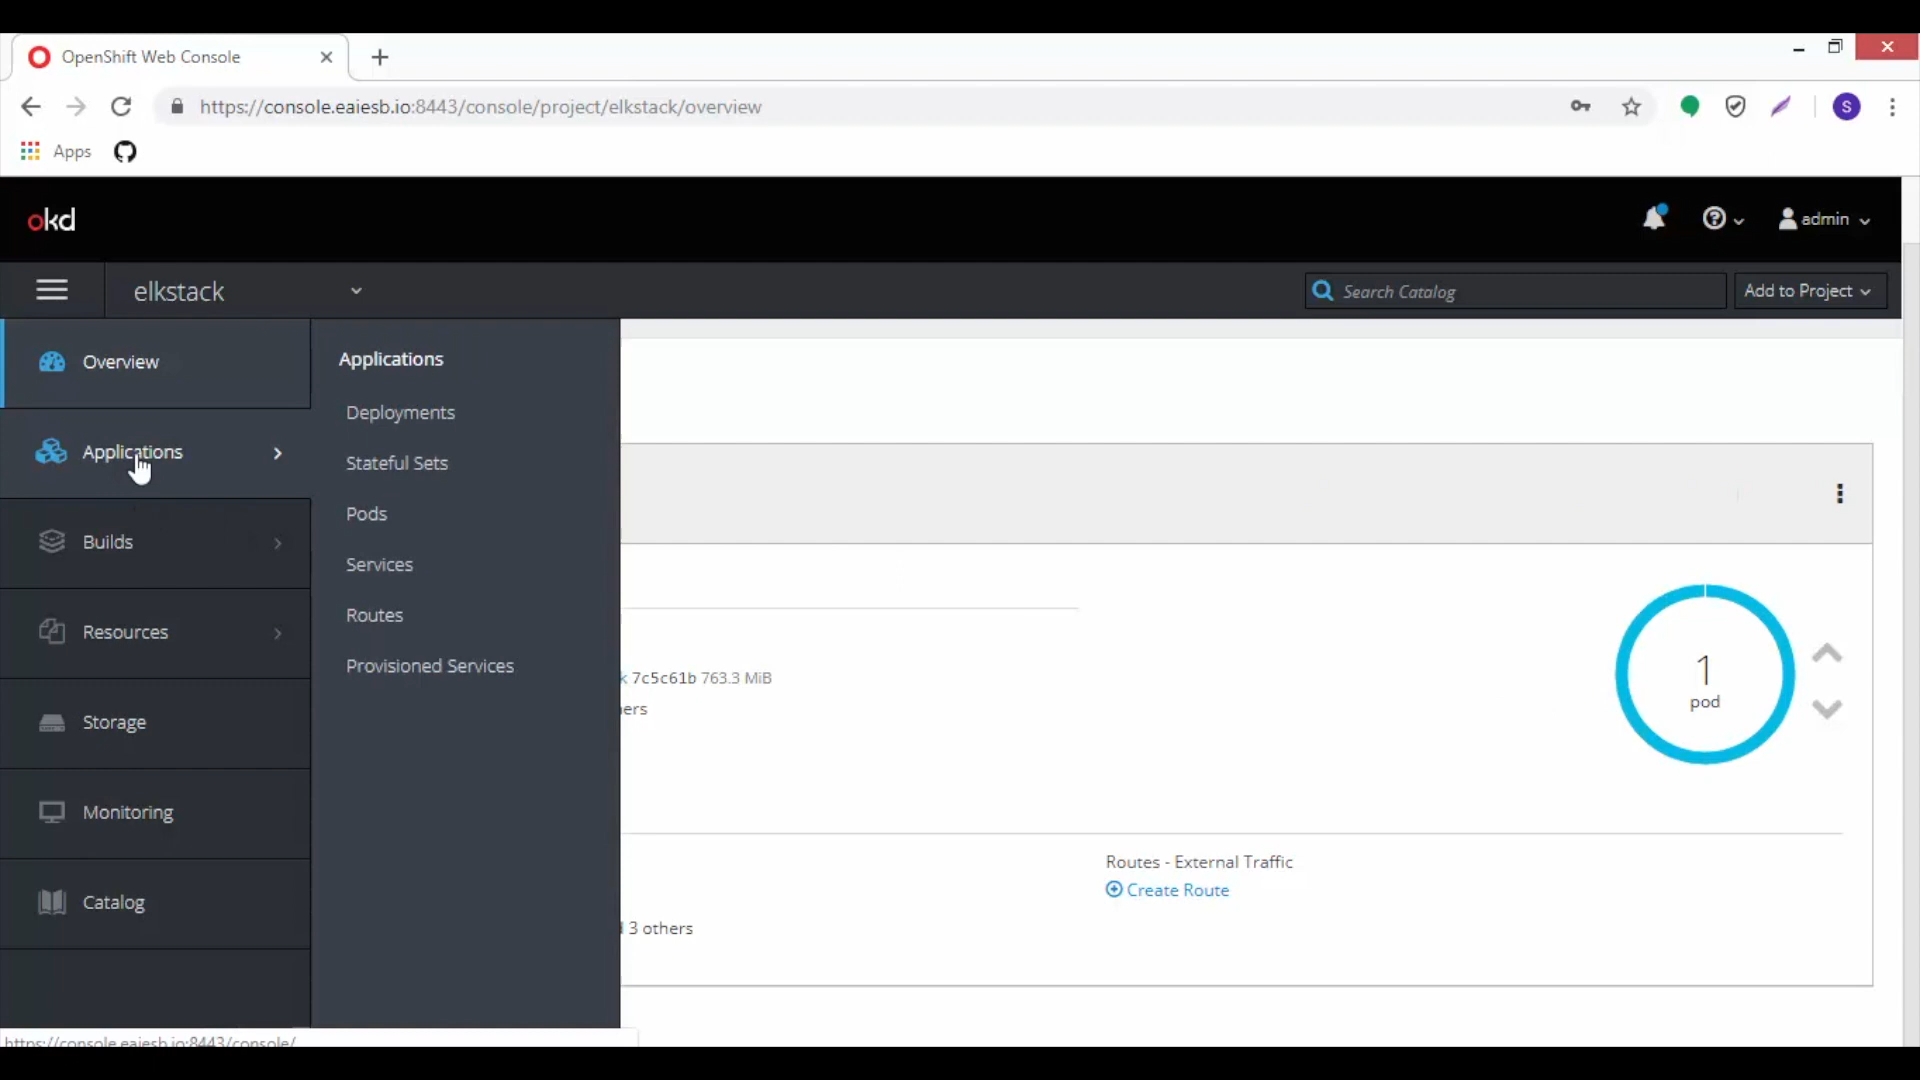 OpenShift Web Console
https://console.eaiesb.io:8443/console/project/elkstack/overview
S
Apps
okd
admin
elkstack
Search Catalog
Add to Project
Overview
Applications
Builds
Resources
Storage
Monitoring
Catalog
Applications
Deployments
Stateful Sets
Pods
Services
Routes
Provisioned Services
k 7c5c61b 763.3 MiB
ers
1
pod
Routes - External Traffic
Create Route
3 others
https://console.eaiesb.io:8443/console/